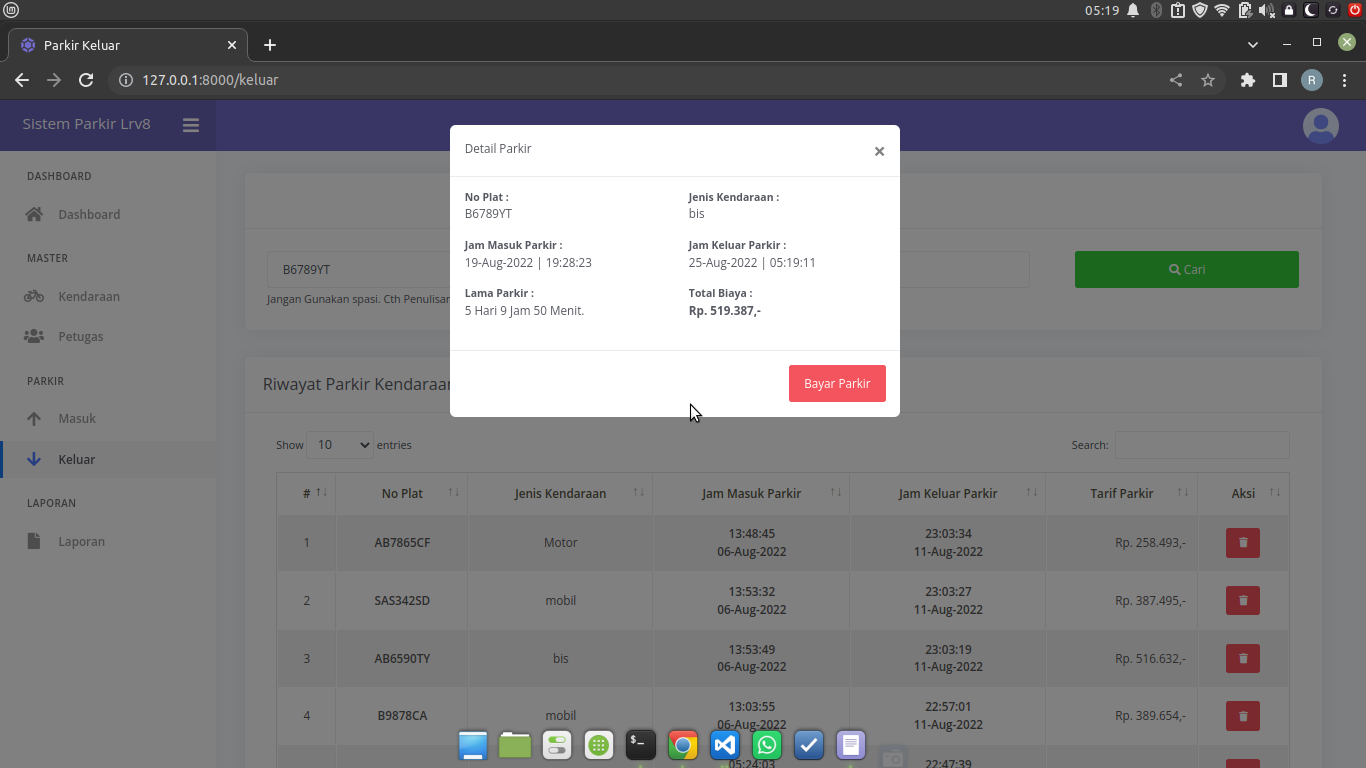 05:19
Parkir Keluar
127.0.0.1:8000/keluar
R
Sistem Parkir Lrv8
DASHBOARD
Dashboard
MASTER
Kendaraan
Petugas
PARKIR
Masuk
Keluar
LAPORAN
Laporan
Detail Parkir
×
No Plat :
B6789YT
Jenis Kendaraan :
bis
Jam Masuk Parkir :
19-Aug-2022 | 19:28:23
Jam Keluar Parkir :
25-Aug-2022 | 05:19:11
Lama Parkir :
5 Hari 9 Jam 50 Menit.
Total Biaya :
Rp. 519.387,-
Bayar Parkir
B6789YT
Cari
Jangan Gunakan spasi. Cth Penulisan
Riwayat Parkir Kendaraan
Show 10 entries
Search:
# No Plat Jenis Kendaraan Jam Masuk Parkir Jam Keluar Parkir Tarif Parkir Aksi
1 AB7865CF Motor 13:48:45 06-Aug-2022 23:03:34 11-Aug-2022 Rp. 258.493,-
2 SAS342SD mobil 13:53:32 06-Aug-2022 23:03:27 11-Aug-2022 Rp. 387.495,-
3 AB6590TY bis 13:53:49 06-Aug-2022 23:03:19 11-Aug-2022 Rp. 516.632,-
4 B9878CA mobil 13:03:55 06-Aug-2022 22:57:01 11-Aug-2022 Rp. 389.654,-
05:24:03 22:47:39